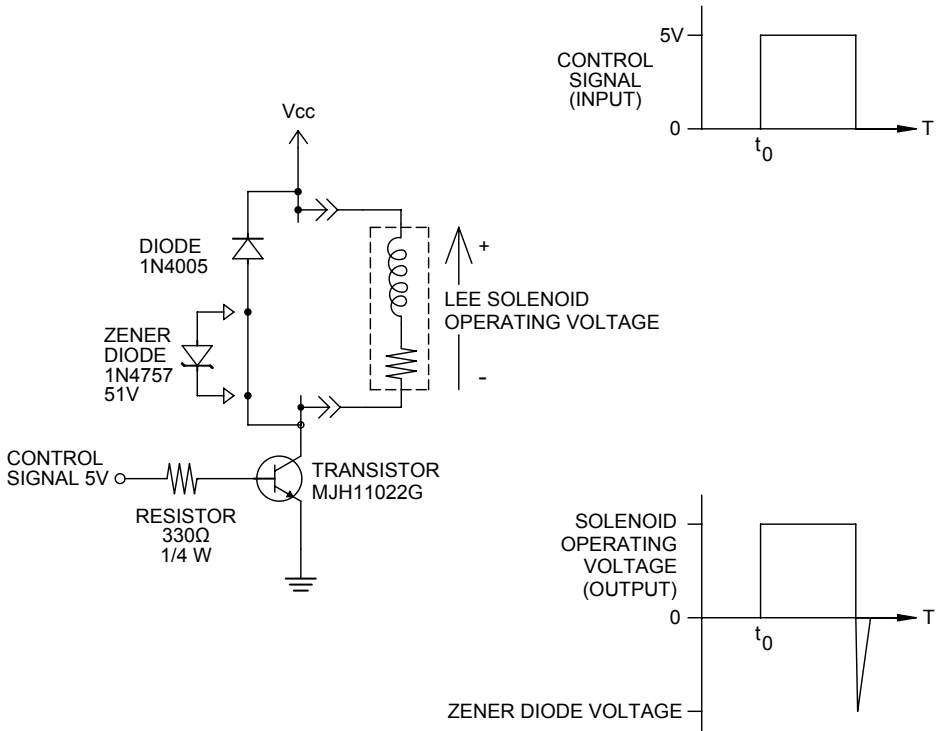 5V
CONTROL
SIGNAL
(INPUT)
0
T
t0
Vcc
DIODE
1N4005
ZENER
DIODE
1N4757
51V
+
LEE SOLENOID
OPERATING VOLTAGE
-
CONTROL
SIGNAL 5V
TRANSISTOR
MJH11022G
RESISTOR
330Ω
1/4 W
SOLENOID
OPERATING
VOLTAGE
(OUTPUT)
0
T
t0
ZENER DIODE VOLTAGE